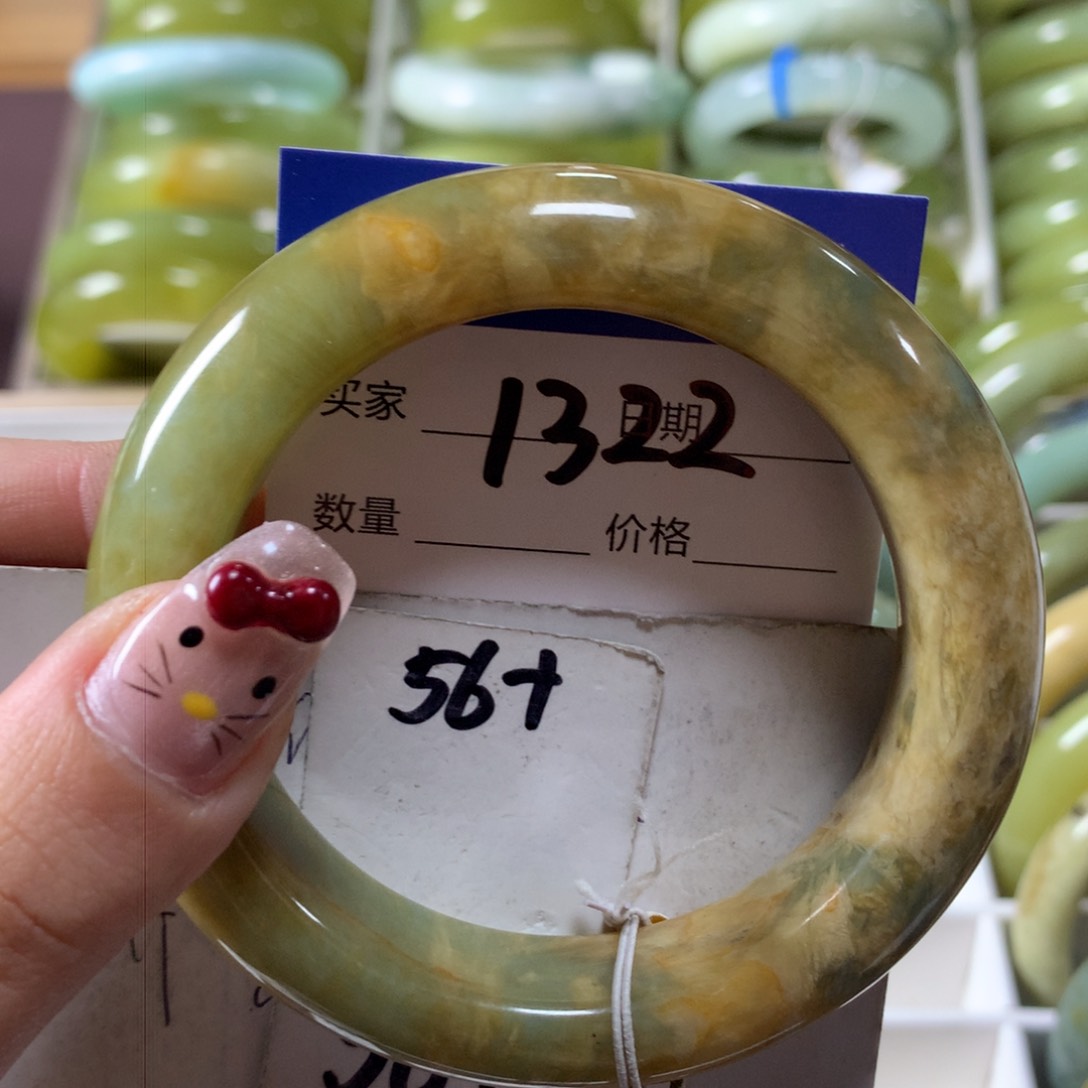 买家 1322 日期
数量 价格
56+